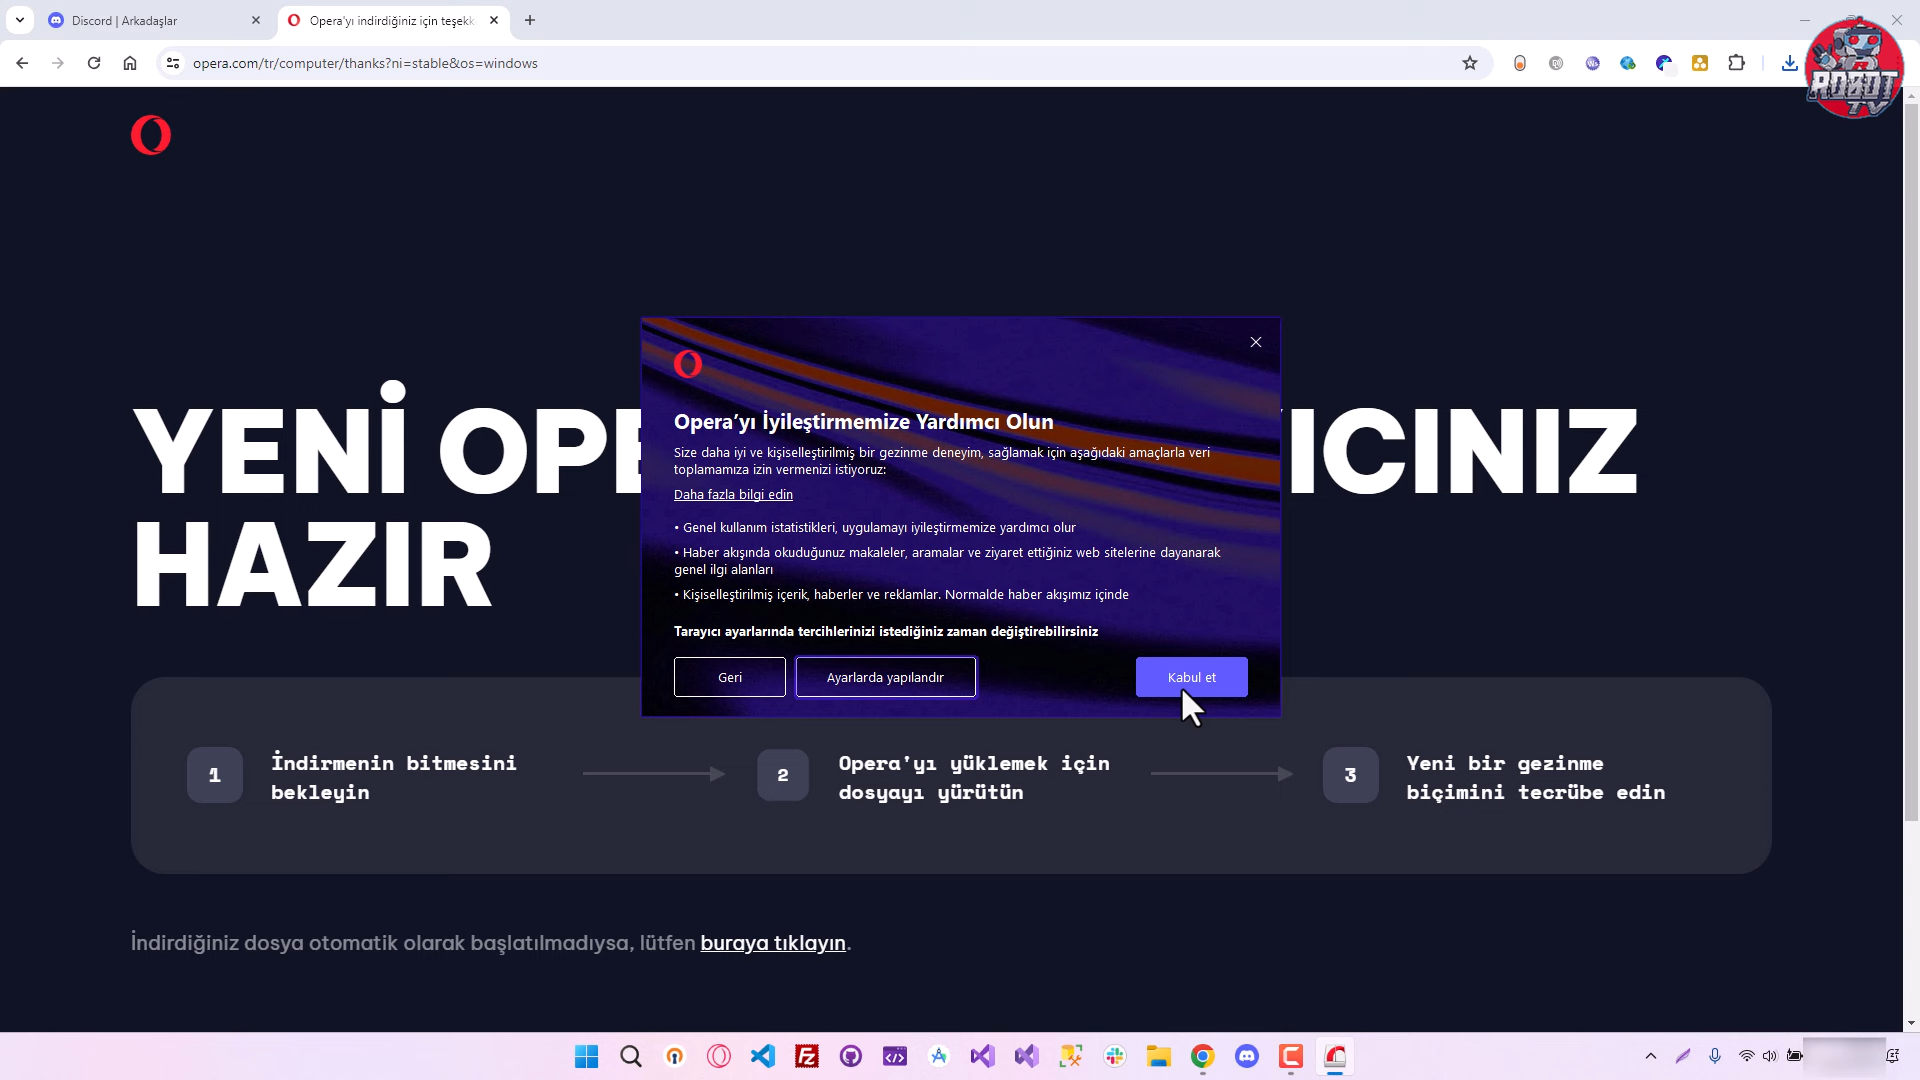 Discord | Arkadaşlar
Opera'yı indirdiğiniz için teşekk
opera.com/tr/computer/thanks?ni=stable&os=windows
ROBOT
TV
YENİ OPE
ICINIZ
HAZIR
Opera’yı İyileştirmemize Yardımcı Olun
Size daha iyi ve kişiselleştirilmiş bir gezinme deneyim, sağlamak için aşağıdaki amaçlarla veri
toplamamıza izin vermenizi istiyoruz:
Daha fazla bilgi edin
• Genel kullanım istatistikleri, uygulamayı iyileştirmemize yardımcı olur
• Haber akışında okuduğunuz makaleler, aramalar ve ziyaret ettiğiniz web sitelerine dayanarak
genel ilgi alanları
• Kişiselleştirilmiş içerik, haberler ve reklamlar. Normalde haber akışımız içinde
Tarayıcı ayarlarında tercihlerinizi istediğiniz zaman değiştirebilirsiniz
Geri
Ayarlarda yapılandır
Kabul et
1
İndirmenin bitmesini
bekleyin
2
Opera'yı yüklemek için
dosyayı yürütün
3
Yeni bir gezinme
biçimini tecrübe edin
İndirdiğiniz dosya otomatik olarak başlatılmadıysa, lütfen buraya tıklayın.